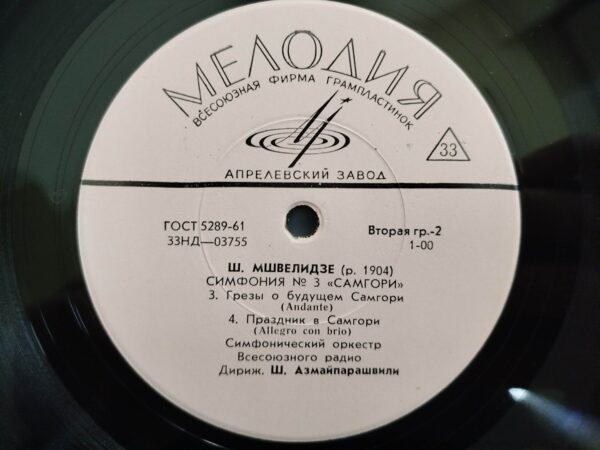 МЕЛОДИЯ
ВСЕСОЮЗНАЯ ФИРМА ГРАМПЛАСТИНОК
33
АПРЕЛЕВСКИЙ ЗАВОД
ГОСТ 5289-61
Вторая гр.-2
33НД—03755
1-00
Ш. МШВЕЛИДЗЕ (р. 1904)
СИМФОНИЯ № 3 «САМГОРИ»
3. Грезы о будущем Самгори
(Andante)
4. Праздник в Самгори
(Allegro con brio)
Симфонический оркестр
Всесоюзного радио
Дириж. Ш. Азмайпарашвили